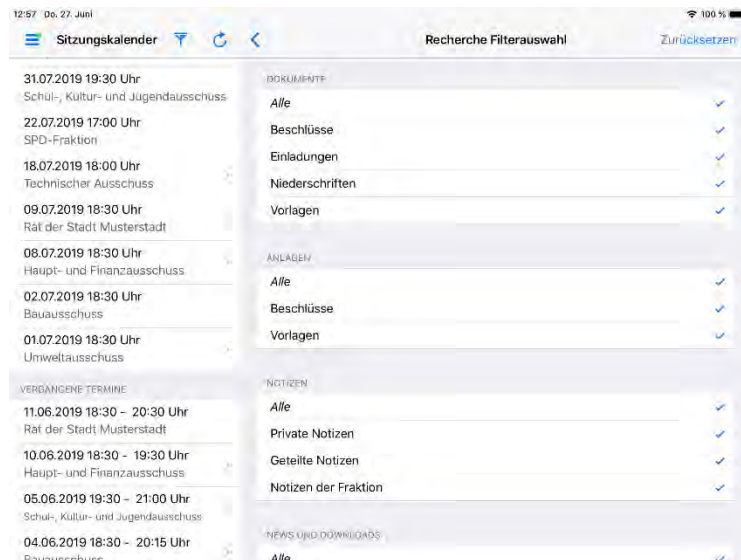 12:57 Do. 27. Juni
100 %
Sitzungskalender
Recherche Filterauswahl
Zurücksetzen
31.07.2019 19:30 Uhr
Schul-, Kultur- und Jugendausschuss
22.07.2019 17:00 Uhr
SPD-Fraktion
18.07.2019 18:00 Uhr
Technischer Ausschuss
09.07.2019 18:30 Uhr
Rat der Stadt Musterstadt
08.07.2019 18:30 Uhr
Haupt- und Finanzausschuss
02.07.2019 18:30 Uhr
Bauausschuss
01.07.2019 18:30 Uhr
Umweltausschuss
VERGANGENE TERMINE
11.06.2019 18:30 - 20:30 Uhr
Rat der Stadt Musterstadt
10.06.2019 18:30 - 19:30 Uhr
Haupt- und Finanzausschuss
05.06.2019 19:30 - 21:00 Uhr
Schul-, Kultur- und Jugendausschuss
04.06.2019 18:30 - 20:15 Uhr
Bauausschuss
DOKUMENTE
Alle
Beschlüsse
Einladungen
Niederschriften
Vorlagen
ANLAGEN
Alle
Beschlüsse
Vorlagen
NOTIZEN
Alle
Private Notizen
Geteilte Notizen
Notizen der Fraktion
NEWS UND DOWNLOADS
Alle